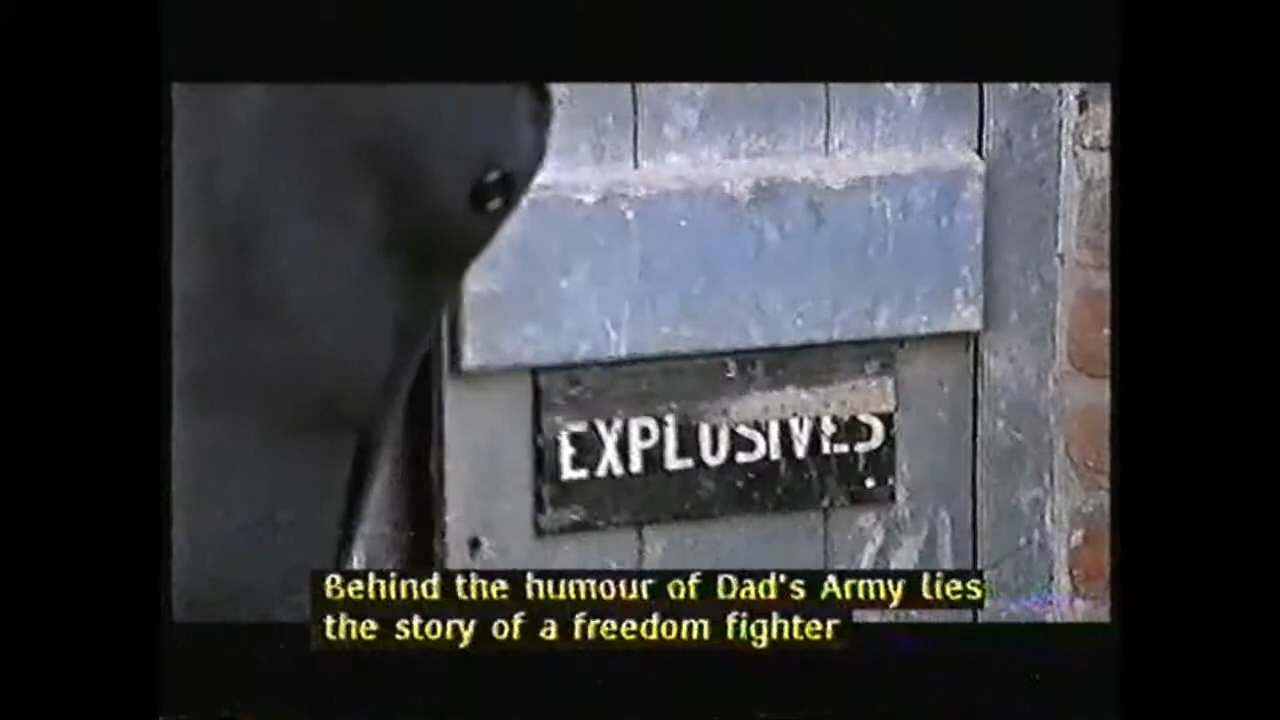 EXPLOSIVES
Behind the humour of Dad's Army lies
the story of a freedom fighter